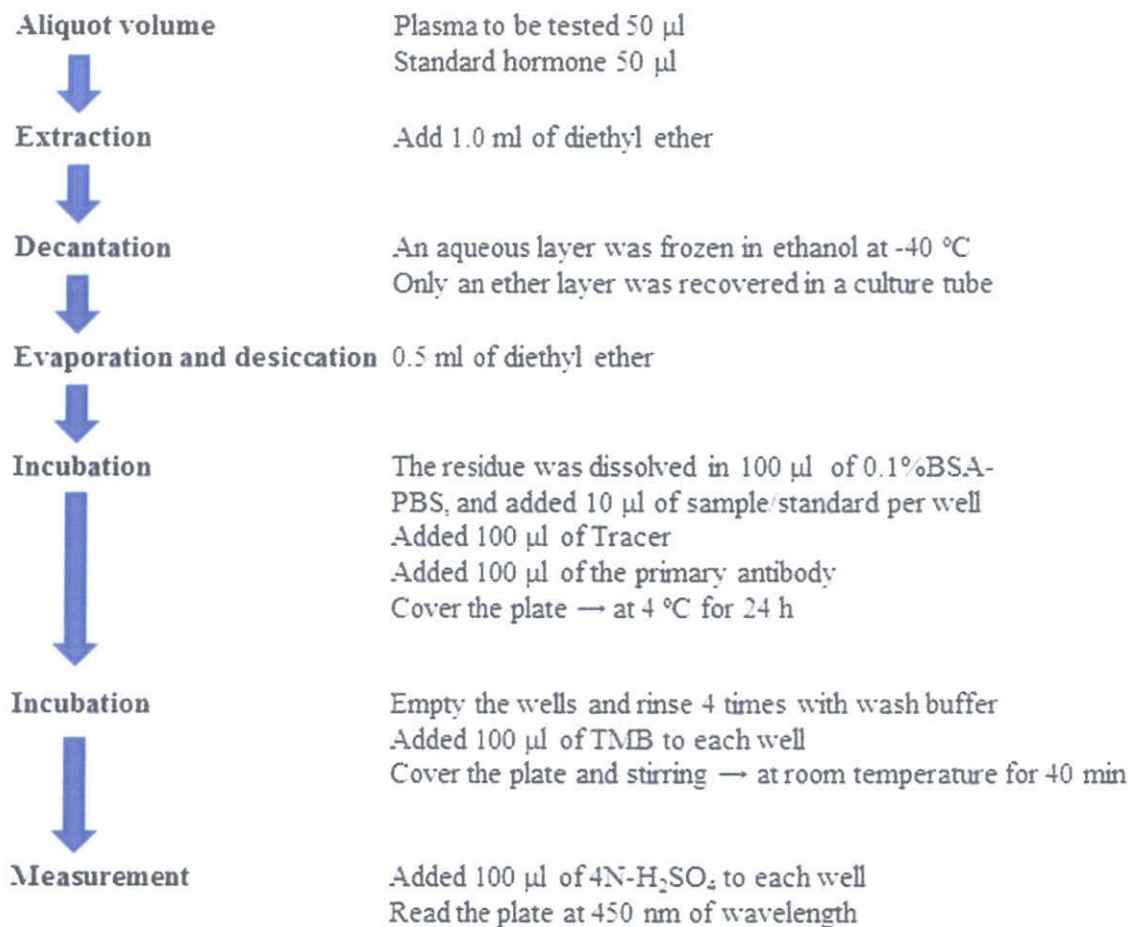 Aliquot volume Plasma to be tested 50 µl
Standard hormone 50 µl
Extraction Add 1.0 ml of diethyl ether
Decantation An aqueous layer was frozen in ethanol at -40 ºC
Only an ether layer was recovered in a culture tube
Evaporation and desiccation 0.5 ml of diethyl ether
Incubation The residue was dissolved in 100 µl of 0.1%BSA-
PBS, and added 10 µl of sample/standard per well
Added 100 µl of Tracer
Added 100 µl of the primary antibody
Cover the plate → at 4 ºC for 24 h
Incubation Empty the wells and rinse 4 times with wash buffer
Added 100 µl of TMB to each well
Cover the plate and stirring → at room temperature for 40 min
Measurement Added 100 µl of 4N-H₂SO₄ to each well
Read the plate at 450 nm of wavelength